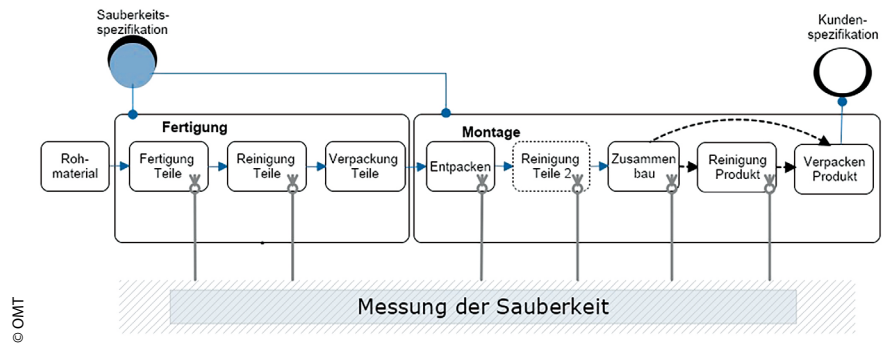 Sauberkeits-
spezifikation
Kunden-
spezifikation
Fertigung
Montage
Roh-
material
Fertigung
Teile
Reinigung
Teile
Verpackung
Teile
Entpacken
Reinigung
Teile 2
Zusammen
bau
Reinigung
Produkt
Verpacken
Produkt
Messung der Sauberkeit
© OMT